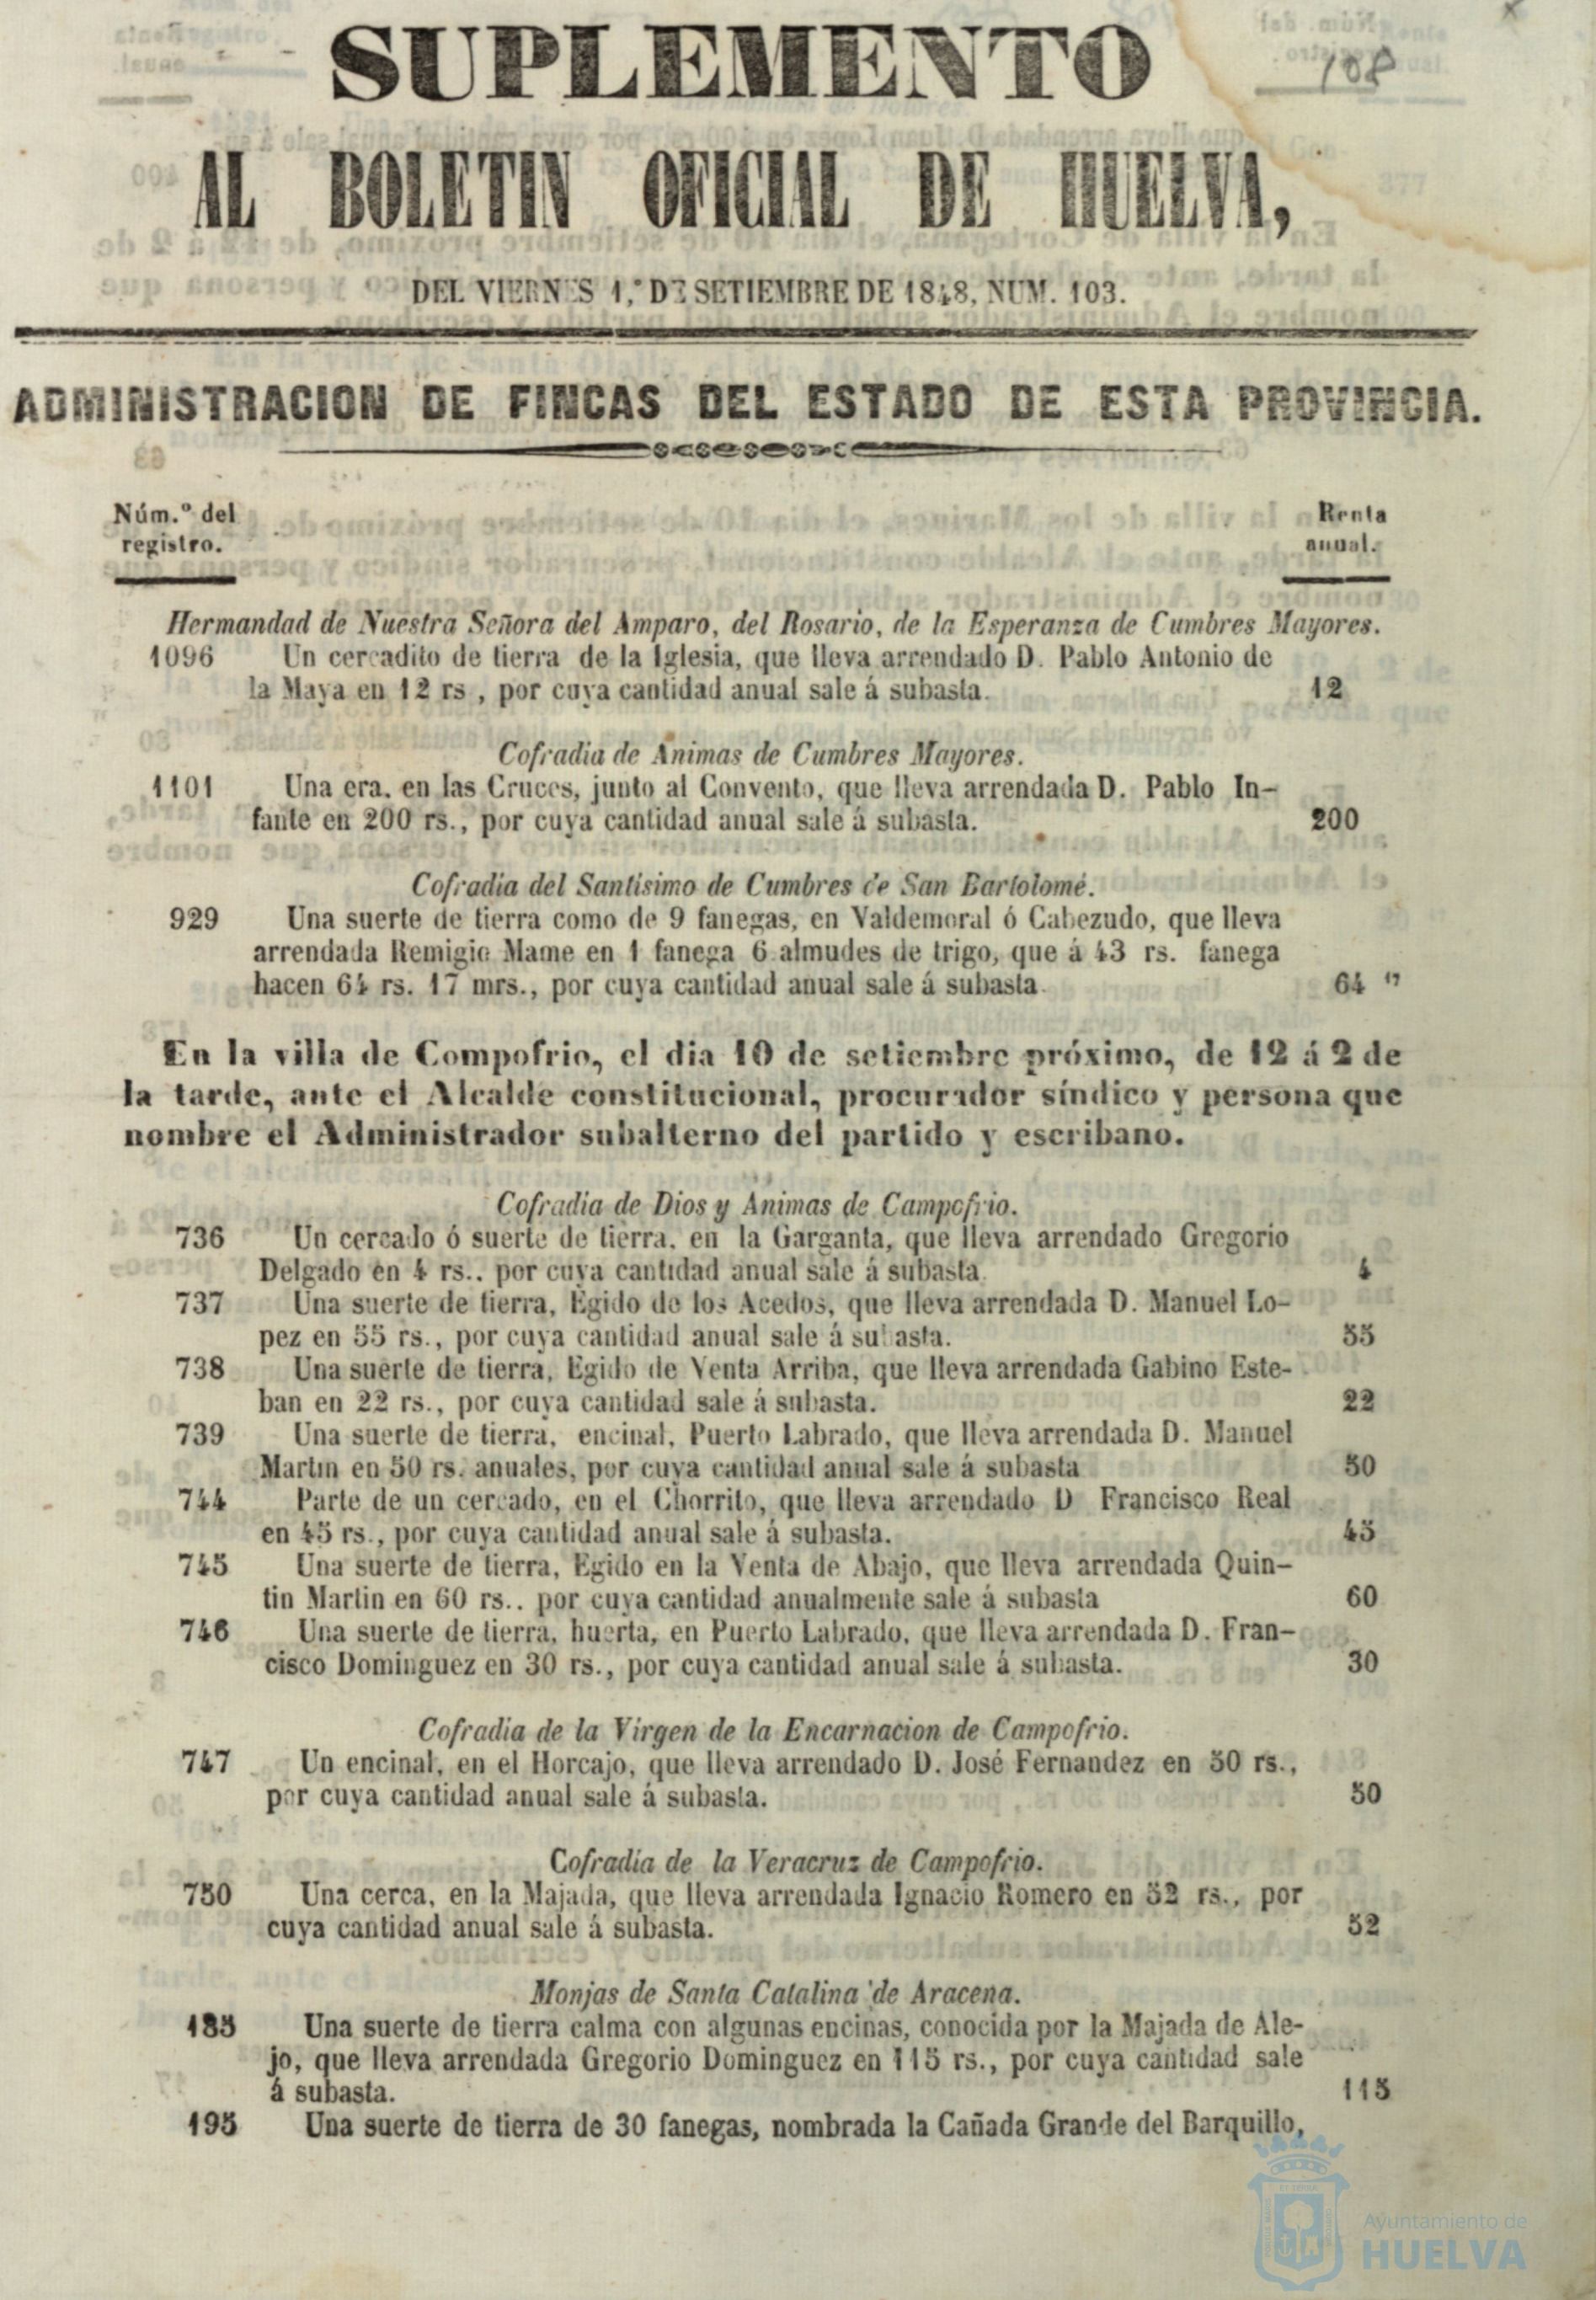 SUPLEMENTO
108
AL BOLETIN OFICIAL DE HUELVA,
DEL VIERNES 1.º DE SETIEMBRE DE 1848, NUM. 103.
ADMINISTRACION DE FINCAS DEL ESTADO DE ESTA PROVINCIA.
Núm.º del registro.
Renta anual.
Hermandad de Nuestra Señora del Amparo, del Rosario, de la Esperanza de Cumbres Mayores.
1096 Un cercadito de tierra de la Iglesia, que lleva arrendado D. Pablo Antonio de
la Maya en 12 rs , por cuya cantidad anual sale á subasta. 12
Cofradia de Animas de Cumbres Mayores.
1101 Una era. en las Cruces, junto al Convento, que lleva arrendada D. Pablo In-
fante en 200 rs., por cuya cantidad anual sale á subasta. 200
Cofradia del Santisimo de Cumbres de San Bartolomé.
929 Una suerte de tierra como de 9 fanegas, en Valdemoral ó Cabezudo, que lleva
arrendada Remigio Mame en 1 fanega 6 almudes de trigo, que á 43 rs. fanega
hacen 64 rs. 17 mrs., por cuya cantidad anual sale á subasta. 64 17
En la villa de Compofrio, el dia 10 de setiembre próximo, de 12 á 2 de
la tarde, ante el Alcalde constitucional, procurador síndico y persona que
nombre el Administrador subalterno del partido y escribano.
Cofradia de Dios y Animas de Campofrio.
736 Un cercado ó suerte de tierra. en la Garganta, que lleva arrendado Gregorio
Delgado en 4 rs.. por cuya cantidad anual sale á subasta. 4
737 Una suerte de tierra, Egido de los Acedos, que lleva arrendada D. Manuel Lo-
pez en 55 rs., por cuya cantidad anual sale á subasta. 55
738 Una suerte de tierra, Egido de Venta Arriba, que lleva arrendada Gabino Este-
ban en 22 rs., por cuya cantidad sale á subasta. 22
739 Una suerte de tierra, encinal, Puerto Labrado, que lleva arrendada D. Manuel
Martin en 50 rs. anuales, por cuya cantidad anual sale á subasta 50
744 Parte de un cercado, en el Chorrito, que lleva arrendado D Francisco Real
en 45 rs., por cuya cantidad anual sale á subasta. 45
745 Una suerte de tierra, Egido en la Venta de Abajo, que lleva arrendada Quin-
tin Martin en 60 rs.. por cuya cantidad anualmente sale á subasta 60
746 Una suerte de tierra, huerta, en Puerto Labrado, que lleva arrendada D. Fran-
cisco Dominguez en 30 rs., por cuya cantidad anual sale á subasta. 30
Cofradia de la Virgen de la Encarnacion de Campofrio.
747 Un encinal, en el Horcajo, que lleva arrendado D. José Fernandez en 50 rs.,
por cuya cantidad anual sale á subasta. 50
Cofradia de la Veracruz de Campofrio.
750 Una cerca, en la Majada, que lleva arrendada Ignacio Romero en 52 rs., por
cuya cantidad anual sale á subasta. 52
Monjas de Santa Catalina de Aracena.
185 Una suerte de tierra calma con algunas encinas, conocida por la Majada de Ale-
jo, que lleva arrendada Gregorio Dominguez en 115 rs., por cuya cantidad sale
á subasta. 115
195 Una suerte de tierra de 30 fanegas, nombrada la Cañada Grande del Barquillo,
Ayuntamiento de
HUELVA